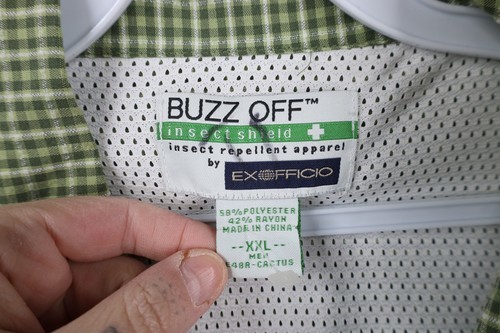 BUZZ OFF™
insect shield
insect repellent apparel
by EXOFFICIO
58% POLYESTER
42% RAYON
MADE IN CHINA
--XXL--
MEN
548R-CACTUS